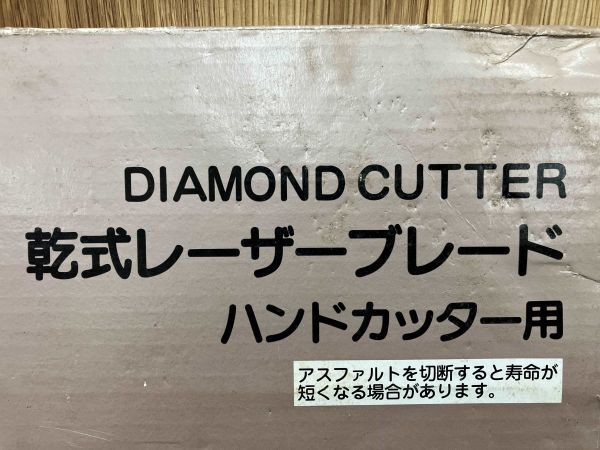 DIAMOND CUTTER
乾式レーザーブレード
ハンドカッター用
アスファルトを切断すると寿命が
短くなる場合があります。